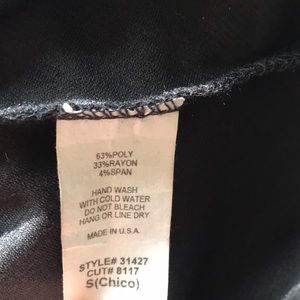 63%POLY
33%RAYON
4%SPAN
HAND WASH
WITH COLD WATER
DO NOT BLEACH
HANG OR LINE DRY
MADE IN U.S.A.
STYLE# 31427
CUT# 8117
S(Chico)